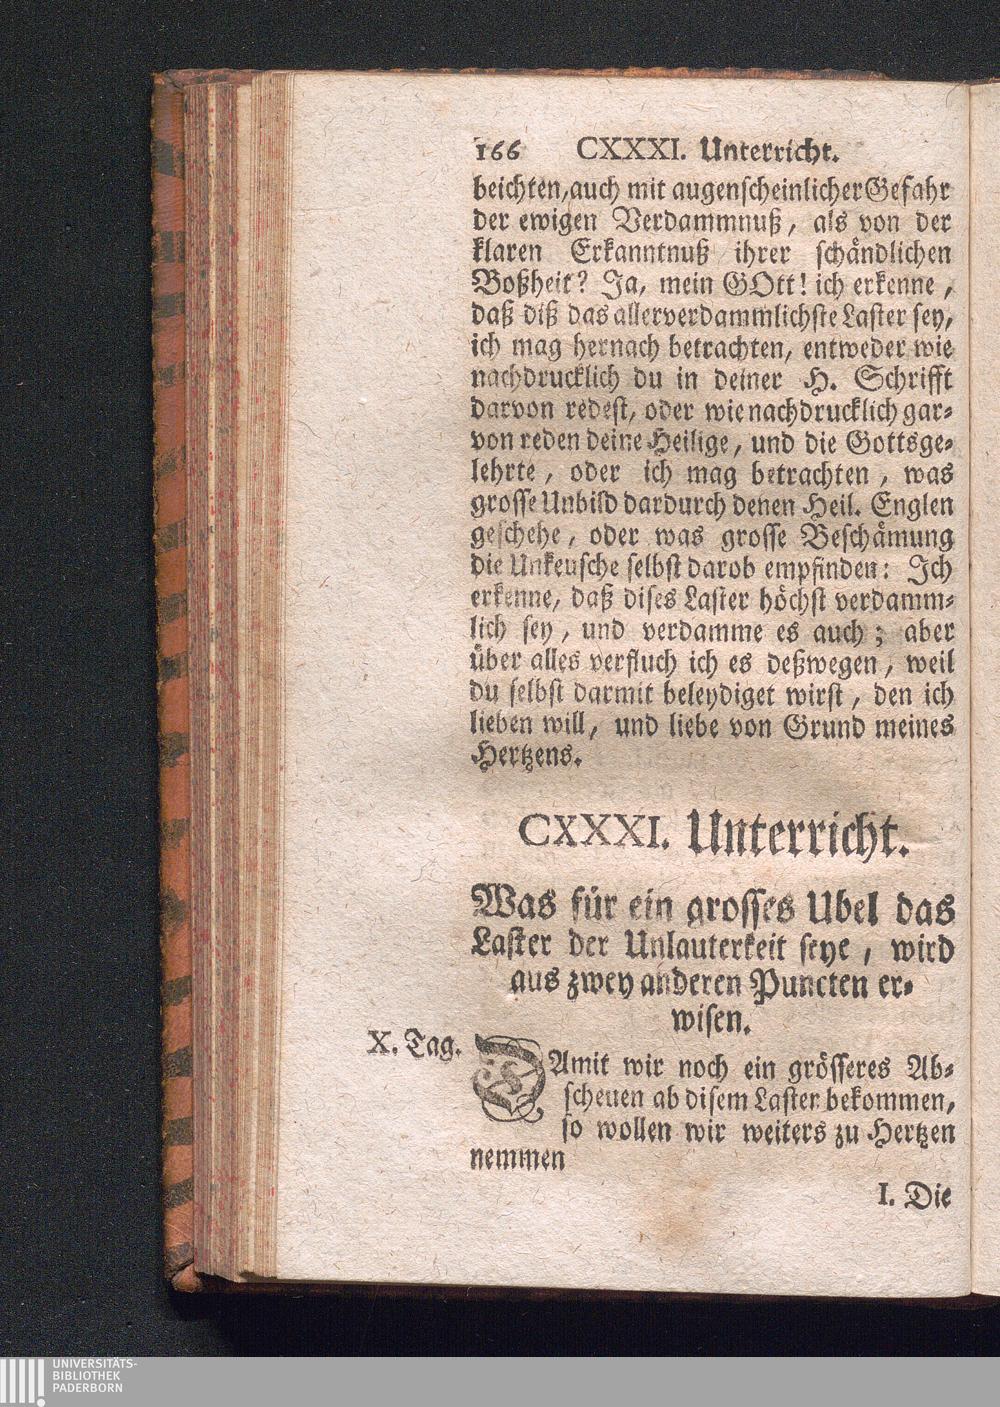 166 CXXXI. Unterricht.
beichten, auch mit augenscheinlicher Gefahr
der ewigen Verdammnuß, als von der
klaren Erkanntnuß ihrer schändlichen
Boßheit? Ja, mein GOtt! ich erkenne,
daß diß das allerverdammlichste Laster sey,
ich mag hernach betrachten, entweder wie
nachdrucklich du in deiner H. Schrifft
darvon redest, oder wie nachdrucklich gar-
von reden deine Heilige, und die Gottsge-
lehrte, oder ich mag betrachten, was
grosse Unbild dardurch denen Heil. Englen
geschehe, oder was grosse Beschämung
die Unkeusche selbst darob empfinden: Ich
erkenne, daß dises Laster höchst verdamm-
lich sey, und verdamme es auch; aber
über alles verfluch ich es deßwegen, weil
du selbst darmit beleydiget wirst, den ich
lieben will, und liebe von Grund meines
Hertzens.
CXXXI. Unterricht.
Was für ein grosses Ubel das
Laster der Unlauterkeit seye, wird
aus zwey anderen Puncten er-
wisen.
X. Tag.
DAmit wir noch ein grösseres Ab-
scheuen ab disem Laster bekommen,
so wollen wir weiters zu Hertzen
nemmen
I. Die
UNIVERSITÄTS-
BIBLIOTHEK
PADERBORN